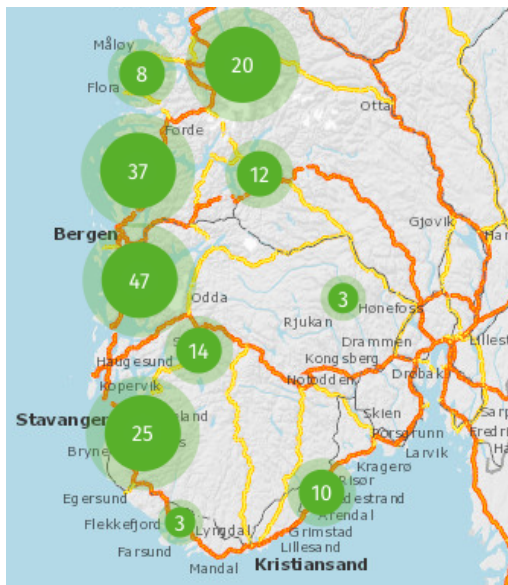 Måløy
20
8
Flora
Otta
Førde
37
12
Gjøvik
Bergen
47
Odda
3
Hønefoss
Rjukan
Drammen
14
Kongsberg
Haugesund
Drøbak
Notodden
Kopervik
Stavanger
Skien
25
Porsgrunn
Bryne
Larvik
Kragerø
Egersund
10
Risør
Flekkefjord
3
Lyngdal
Arendal
Grimstad
Farsund
Lillesand
Mandal
Kristiansand